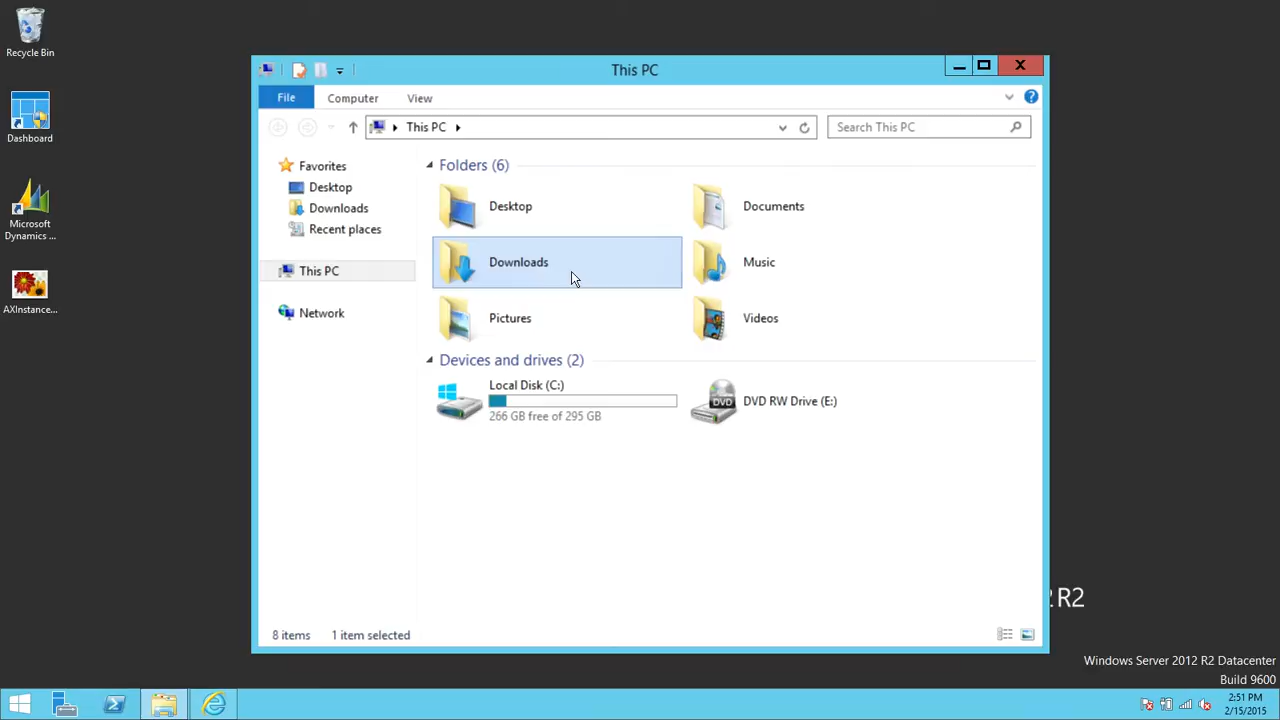 Recycle Bin
Dashboard
Microsoft
Dynamics ...
AXInstance...
This PC
File
Computer
View
This PC
Search This PC
Favorites
Desktop
Downloads
Recent places
This PC
Network
Folders (6)
Desktop
Documents
Downloads
Music
Pictures
Videos
Devices and drives (2)
Local Disk (C:)
266 GB free of 295 GB
DVD
DVD RW Drive (E:)
8 items
1 item selected
R2
Windows Server 2012 R2 Datacenter
Build 9600
2:51 PM
2/15/2015